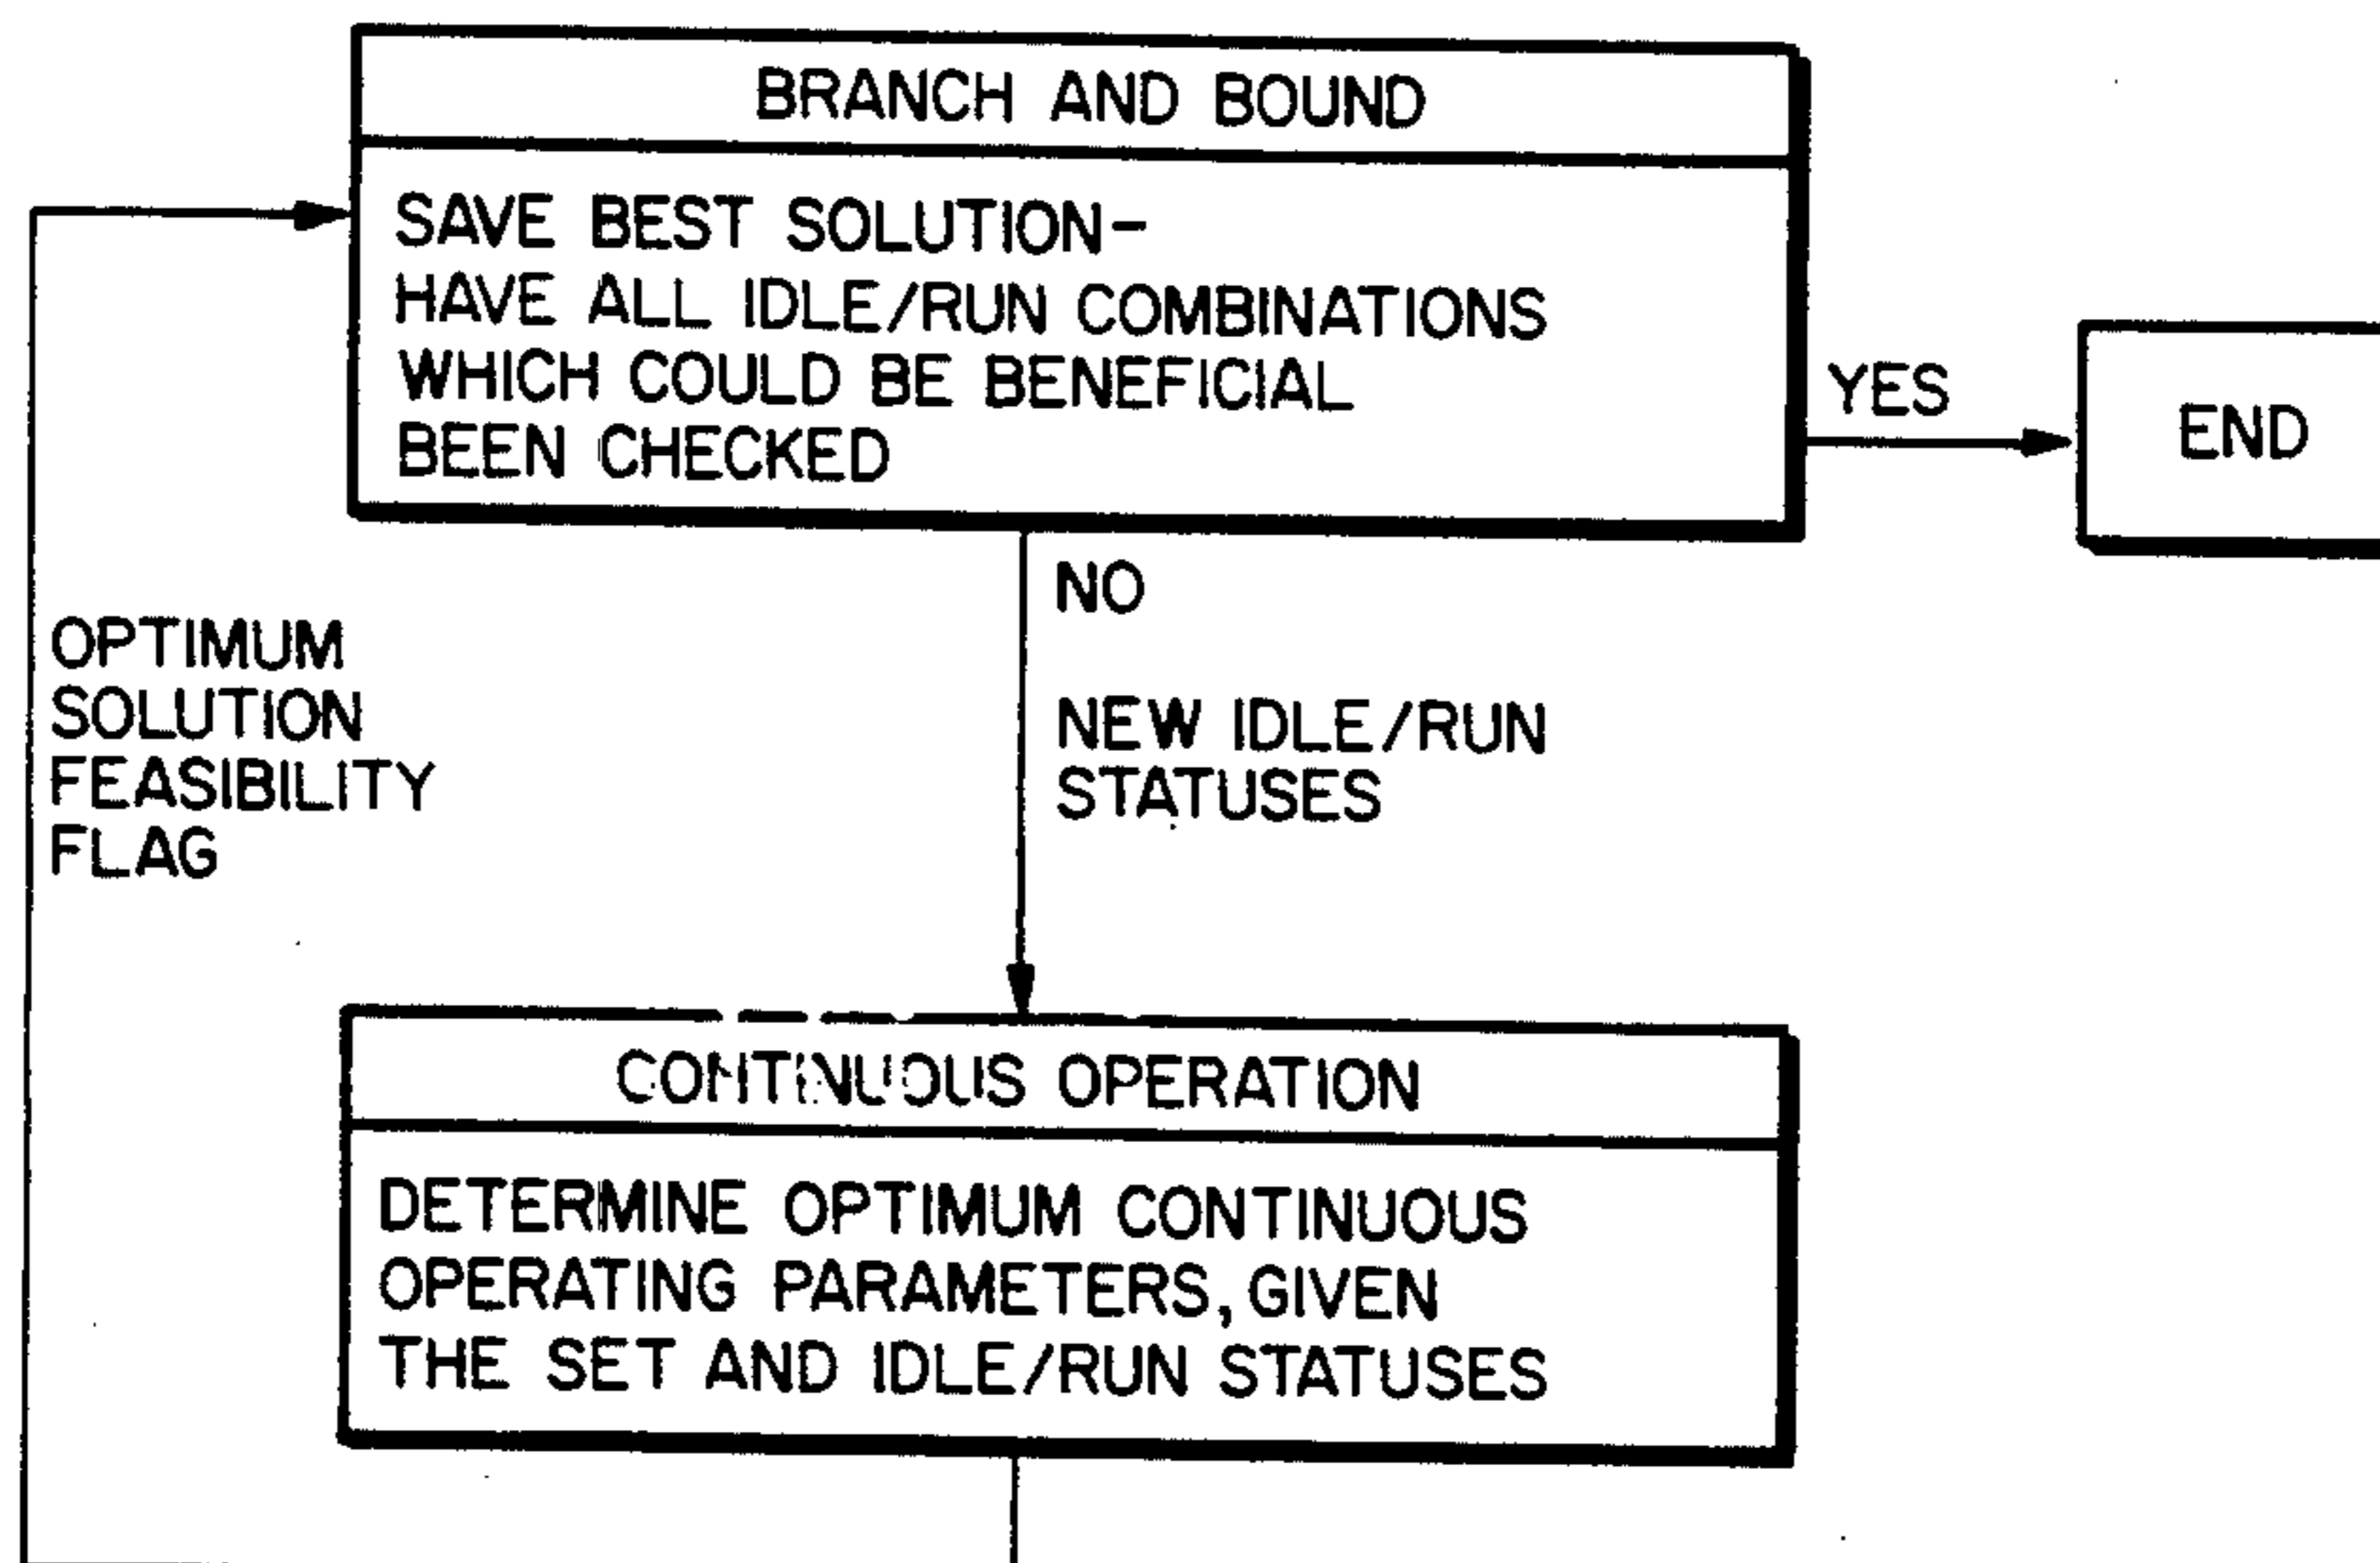 BRANCH AND BOUND
SAVE BEST SOLUTION-
HAVE ALL IDLE/RUN COMBINATIONS
WHICH COULD BE BENEFICIAL
BEEN CHECKED
YES
END
NO
NEW IDLE/RUN
STATUSES
OPTIMUM
SOLUTION
FEASIBILITY
FLAG
CONTINUOUS OPERATION
DETERMINE OPTIMUM CONTINUOUS
OPERATING PARAMETERS, GIVEN
THE SET AND IDLE/RUN STATUSES